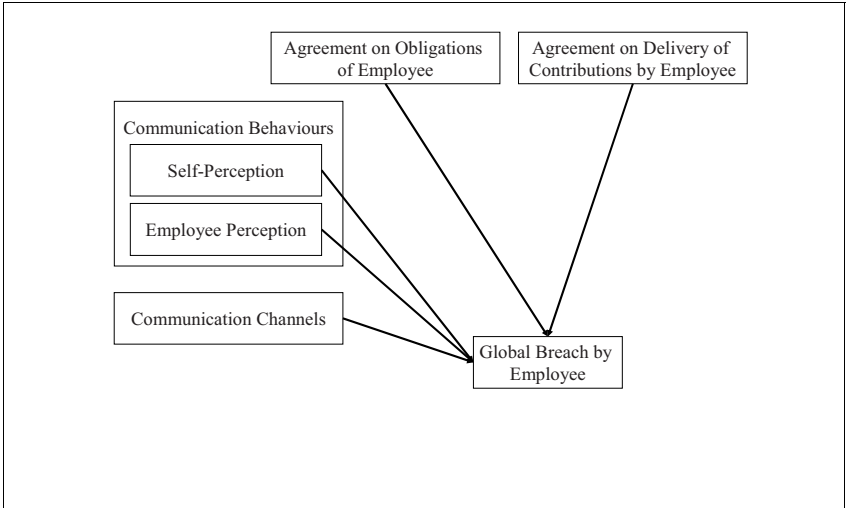 Agreement on Obligations
of Employee
Agreement on Delivery of
Contributions by Employee
Communication Behaviours
Self-Perception
Employee Perception
Communication Channels
Global Breach by
Employee